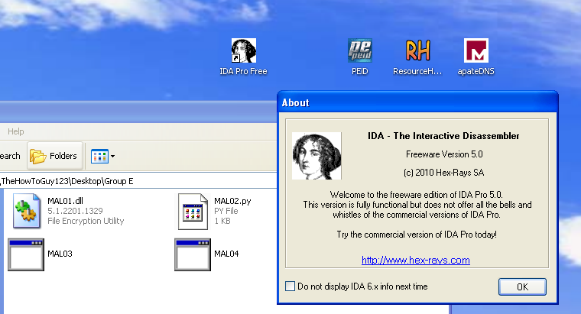 IDA Pro Free
PEiD
ResourceH...
apateDNS
About
IDA - The Interactive Disassembler
Freeware Version 5.0
(c) 2010 Hex-Rays SA
Welcome to the freeware edition of IDA Pro 5.0.
This version is fully functional but does not offer all the bells and
whistles of the commercial versions of IDA Pro.
Try the commercial version of IDA Pro today!
http://www.hex-rays.com
Do not display IDA 6.x info next time
OK
Help
earch
Folders
\TheHowToGuy123\Desktop\Group E
MAL01.dll
5.1.2201.1329
File Encryption Utility
MAL02.py
PY File
1 KB
MAL03
MAL04